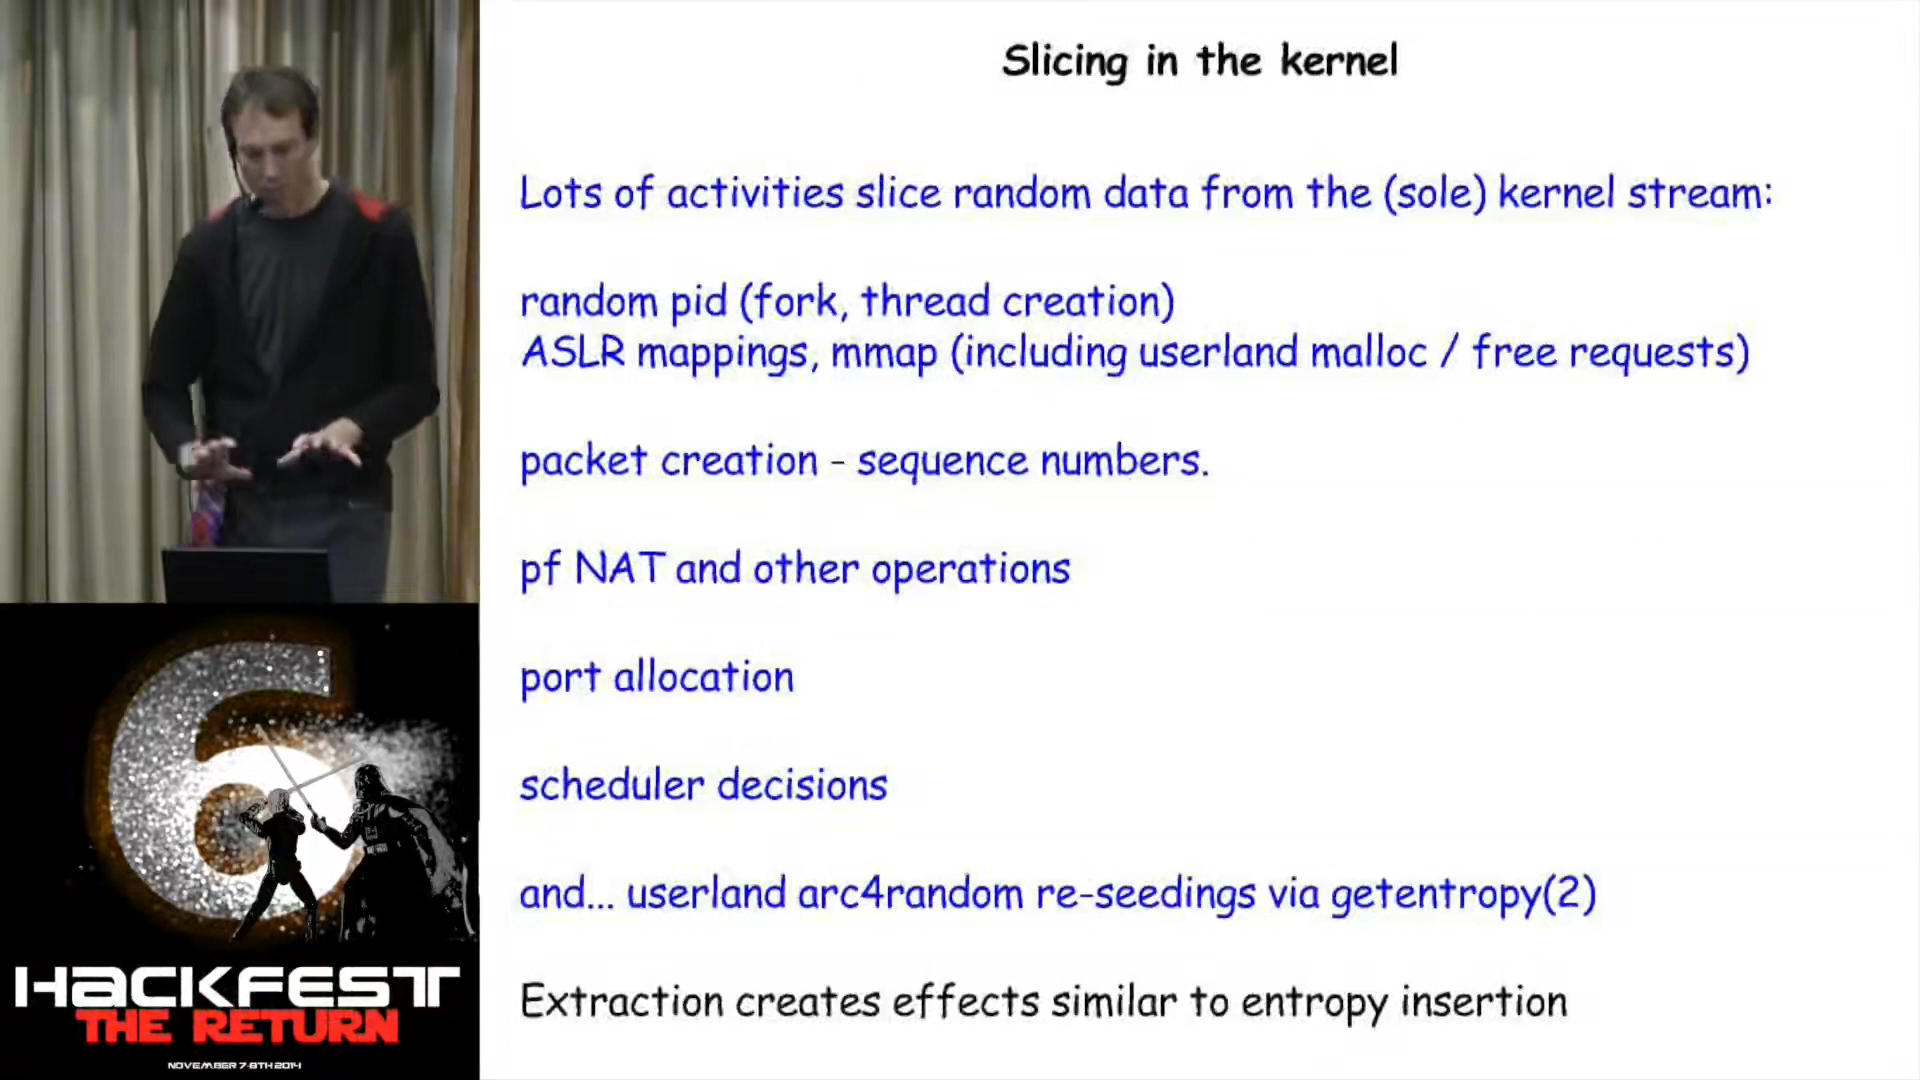 Slicing in the kernel
Lots of activities slice random data from the (sole) kernel stream:
random pid (fork, thread creation)
ASLR mappings, mmap (including userland malloc / free requests)
packet creation - sequence numbers.
pf NAT and other operations
port allocation
scheduler decisions
and... userland arc4random re-seedings via getentropy(2)
Extraction creates effects similar to entropy insertion
6
HACKFEST
THE RETURN
NOVEMBER 7-8TH 2014